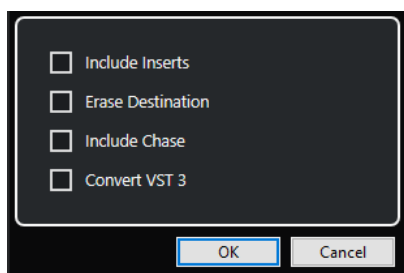 Include Inserts
Erase Destination
Include Chase
Convert VST 3
OK
Cancel